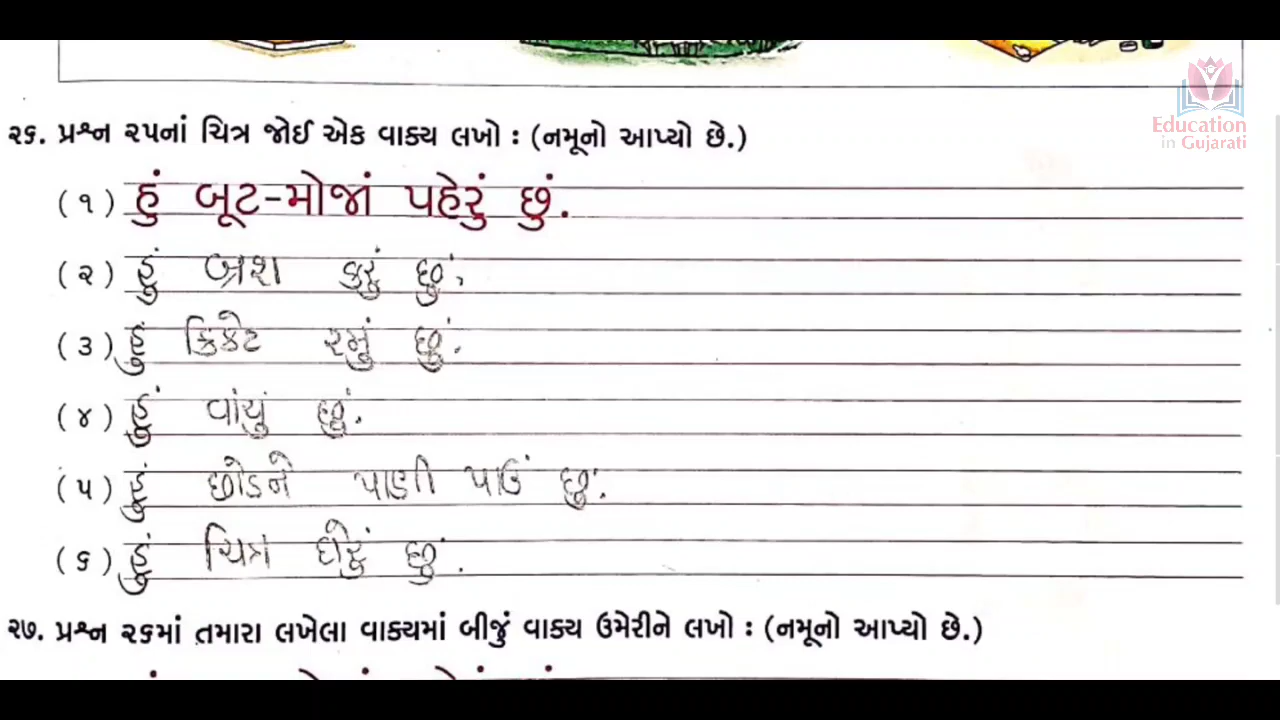 Education
in Gujarati
૨૬. પ્રશ્ન ૨૫નાં ચિત્ર જોઈ એક વાક્ય લખો : (નમૂનો આપ્યો છે.)
(૧) હું બૂટ-મોજાં પહેરું છું.
(૨) હું બ્રશ કરું છું.
(૩) હું ક્રિકેટ રમું છું.
(૪) હું વાંચું છું.
(૫) હું છોડને પાણી પાઉં છું.
(૬) હું ચિત્ર દોરું છું.
૨૭. પ્રશ્ન ૨૬માં તમારા લખેલા વાક્યમાં બીજું વાક્ય ઉમેરીને લખો : (નમૂનો આપ્યો છે.)